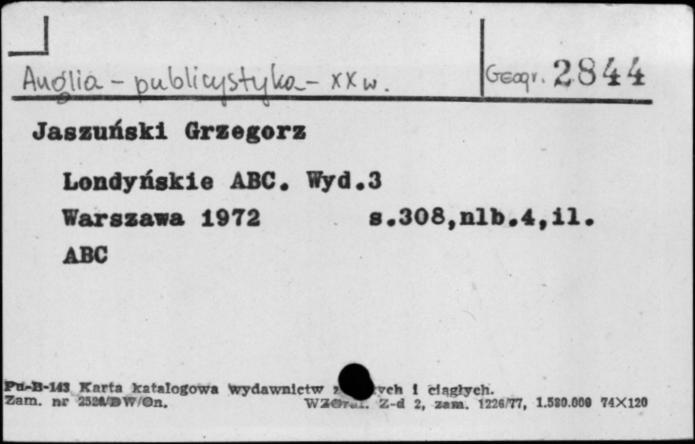 Anglia - publicystyka - XX w. Geogr. 2844
Jaszuński Grzegorz
Londyńskie ABC. Wyd.3
Warszawa 1972 s.308,nlb.4,il.
ABC
Pu-B-143 Karta katalogowa wydawnictw i ciągłych.
Zam. nr Z-d 2, zam. 1226/77, 1.580.000 74X120